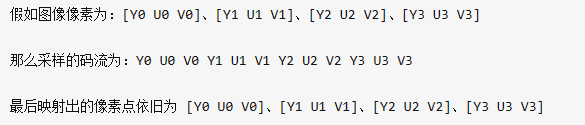 假如图像像素为：[Y0 U0 V0]、[Y1 U1 V1]、[Y2 U2 V2]、[Y3 U3 V3]
那么采样的码流为：Y0 U0 V0 Y1 U1 V1 Y2 U2 V2 Y3 U3 V3
最后映射出的像素点依旧为 [Y0 U0 V0]、[Y1 U1 V1]、[Y2 U2 V2]、[Y3 U3 V3]